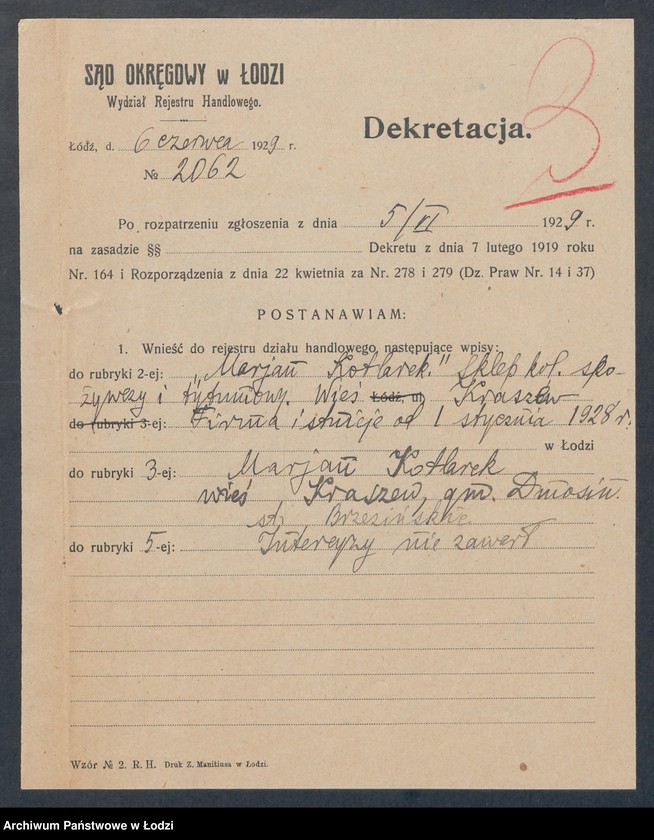 SĄD OKRĘGOWY w ŁODZI
Wydział Rejestru Handlowego.
Łódź, d. 6 czerwca 1929 r.
№ 2062
3
Dekretacja.
Po rozpatrzeniu zgłoszenia z dnia 5/VI 1929 r.
na zasadzie §§ Dekretu z dnia 7 lutego 1919 roku
Nr. 164 i Rozporządzenia z dnia 22 kwietnia za Nr. 278 i 279 (Dz. Praw Nr. 14 i 37)
POSTANAWIAM:
1. Wnieść do rejestru działu handlowego następujące wpisy:
do rubryki 2-ej: „Marjan Kotlarek." Sklep kol. spo-
żywczy i tytuniowy. Wieś Łódź, ul. Kraszew
do rubryki 3-ej: Firma istnieje od 1 stycznia 1928 r.
w Łodzi
do rubryki 3-ej: Marjan Kotlarek
wieś Kraszew, gm. Dmosin
Brzezińskie
do rubryki 5-ej: Intercyzy nie zawarł
Wzór № 2. R. H. Druk Z. Manitiusa w Łodzi.
Archiwum Państwowe w Łodzi